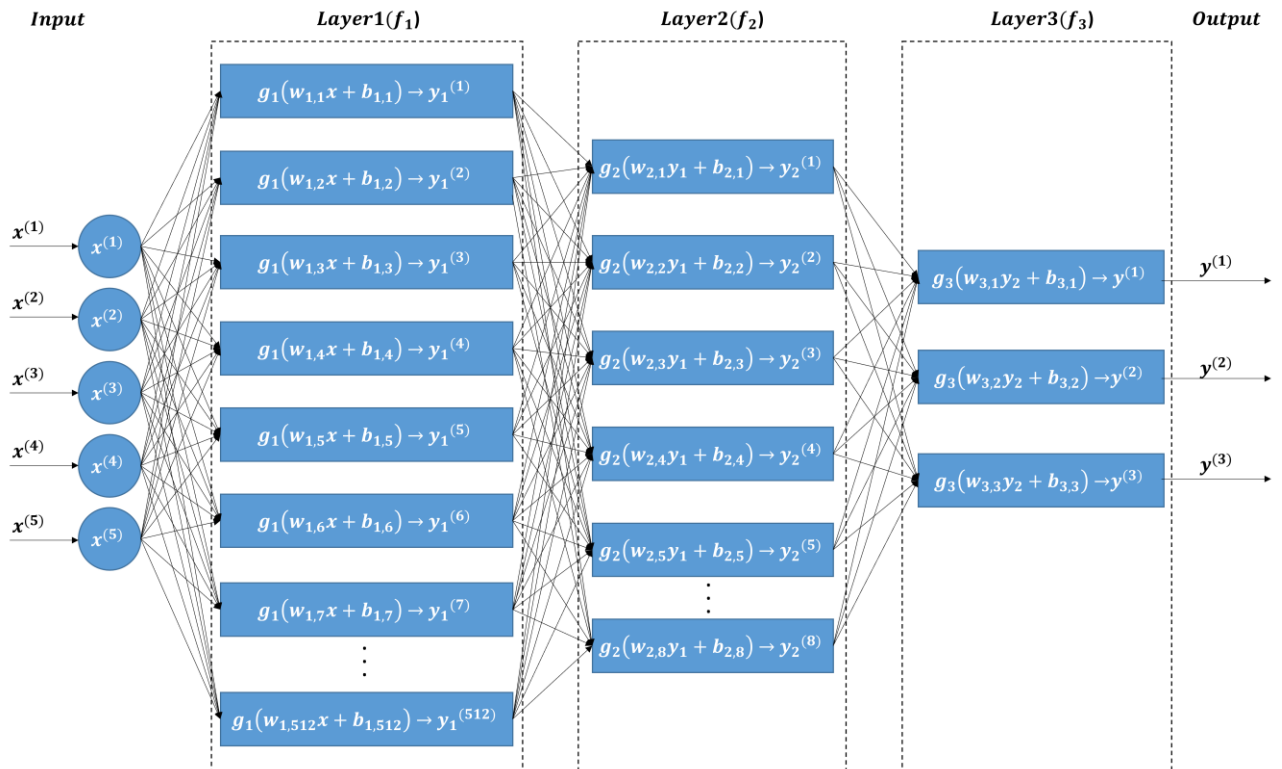 Input
Layer1(f₁)
Layer2(f₂)
Layer3(f₃)
Output
x⁽¹⁾
x⁽²⁾
x⁽³⁾
x⁽⁴⁾
x⁽⁵⁾
x⁽¹⁾
x⁽²⁾
x⁽³⁾
x⁽⁴⁾
x⁽⁵⁾
g₁(w₁,₁x + b₁,₁) → y₁⁽¹⁾
g₁(w₁,₂x + b₁,₂) → y₁⁽²⁾
g₁(w₁,₃x + b₁,₃) → y₁⁽³⁾
g₁(w₁,₄x + b₁,₄) → y₁⁽⁴⁾
g₁(w₁,₅x + b₁,₅) → y₁⁽⁵⁾
g₁(w₁,₆x + b₁,₆) → y₁⁽⁶⁾
g₁(w₁,₇x + b₁,₇) → y₁⁽⁷⁾
g₁(w₁,₅₁₂x + b₁,₅₁₂) → y₁⁽⁵¹²⁾
g₂(w₂,₁y₁ + b₂,₁) → y₂⁽¹⁾
g₂(w₂,₂y₁ + b₂,₂) → y₂⁽²⁾
g₂(w₂,₃y₁ + b₂,₃) → y₂⁽³⁾
g₂(w₂,₄y₁ + b₂,₄) → y₂⁽⁴⁾
g₂(w₂,₅y₁ + b₂,₅) → y₂⁽⁵⁾
g₂(w₂,₈y₁ + b₂,₈) → y₂⁽⁸⁾
g₃(w₃,₁y₂ + b₃,₁) → y⁽¹⁾
g₃(w₃,₂y₂ + b₃,₂) → y⁽²⁾
g₃(w₃,₃y₂ + b₃,₃) → y⁽³⁾
y⁽¹⁾
y⁽²⁾
y⁽³⁾